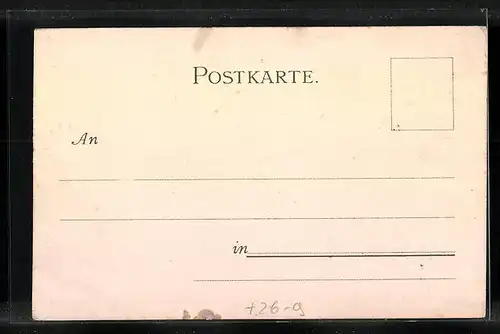 POSTKARTE.
An
in
+26-9